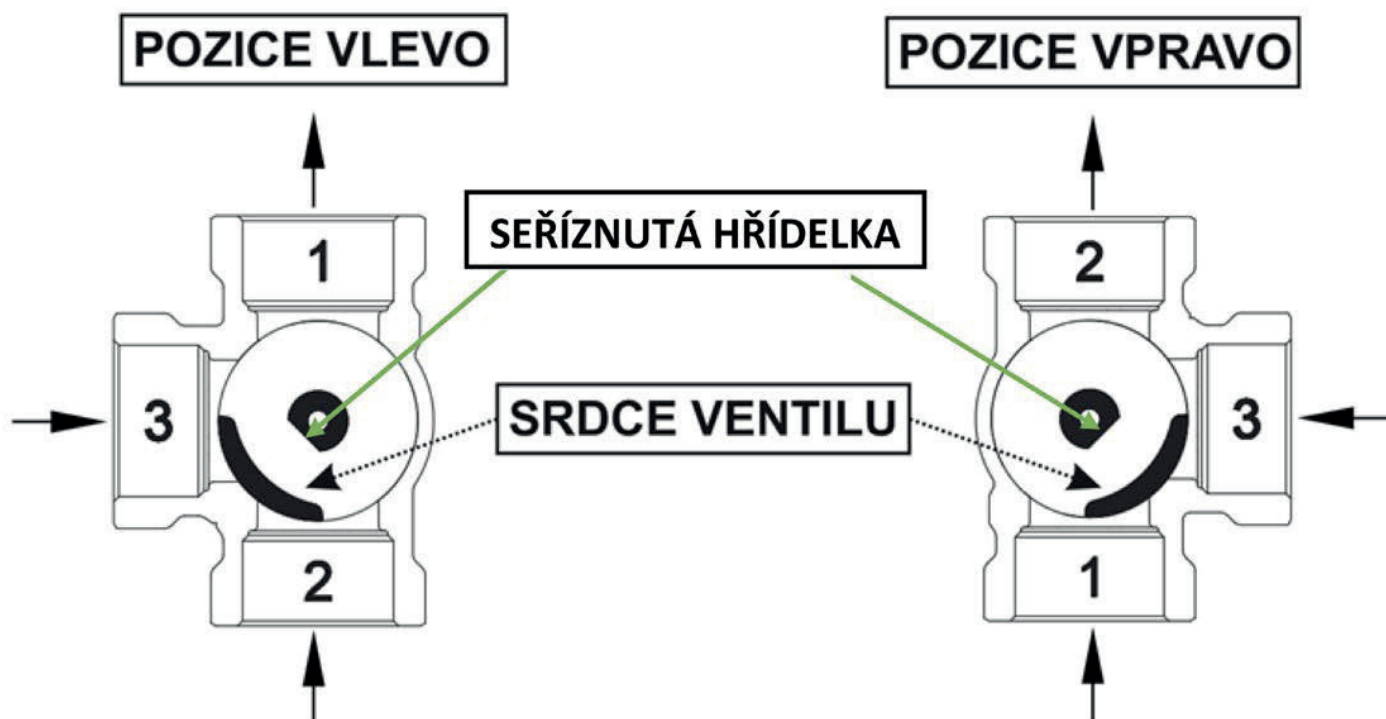 POZICE VLEVO
POZICE VPRAVO
SEŘÍZNUTÁ HŘÍDELKA
1
2
3
SRDCE VENTILU
3
2
1